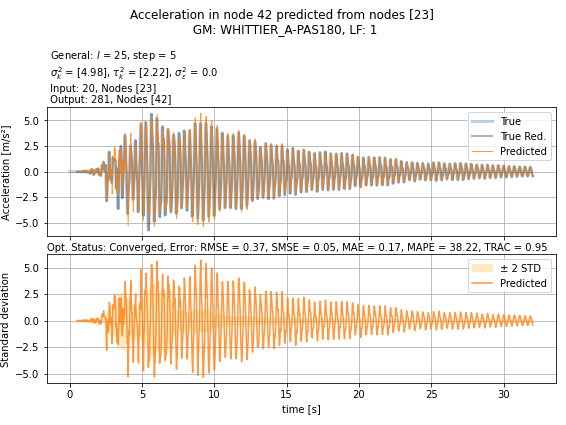 Acceleration in node 42 predicted from nodes [23]
GM: WHITTIER_A-PAS180, LF: 1
General: l = 25, step = 5
σ²ₖ = [4.98], τ²ₖ = [2.22], σ²ε = 0.0
Input: 20, Nodes [23]
Output: 281, Nodes [42]
Acceleration [m/s²]
5.0
2.5
0.0
−2.5
−5.0
True
True Red.
Predicted
Opt. Status: Converged, Error: RMSE = 0.37, SMSE = 0.05, MAE = 0.17, MAPE = 38.22, TRAC = 0.95
Standard deviation
5.0
2.5
0.0
−2.5
−5.0
± 2 STD
Predicted
0 5 10 15 20 25 30
time [s]